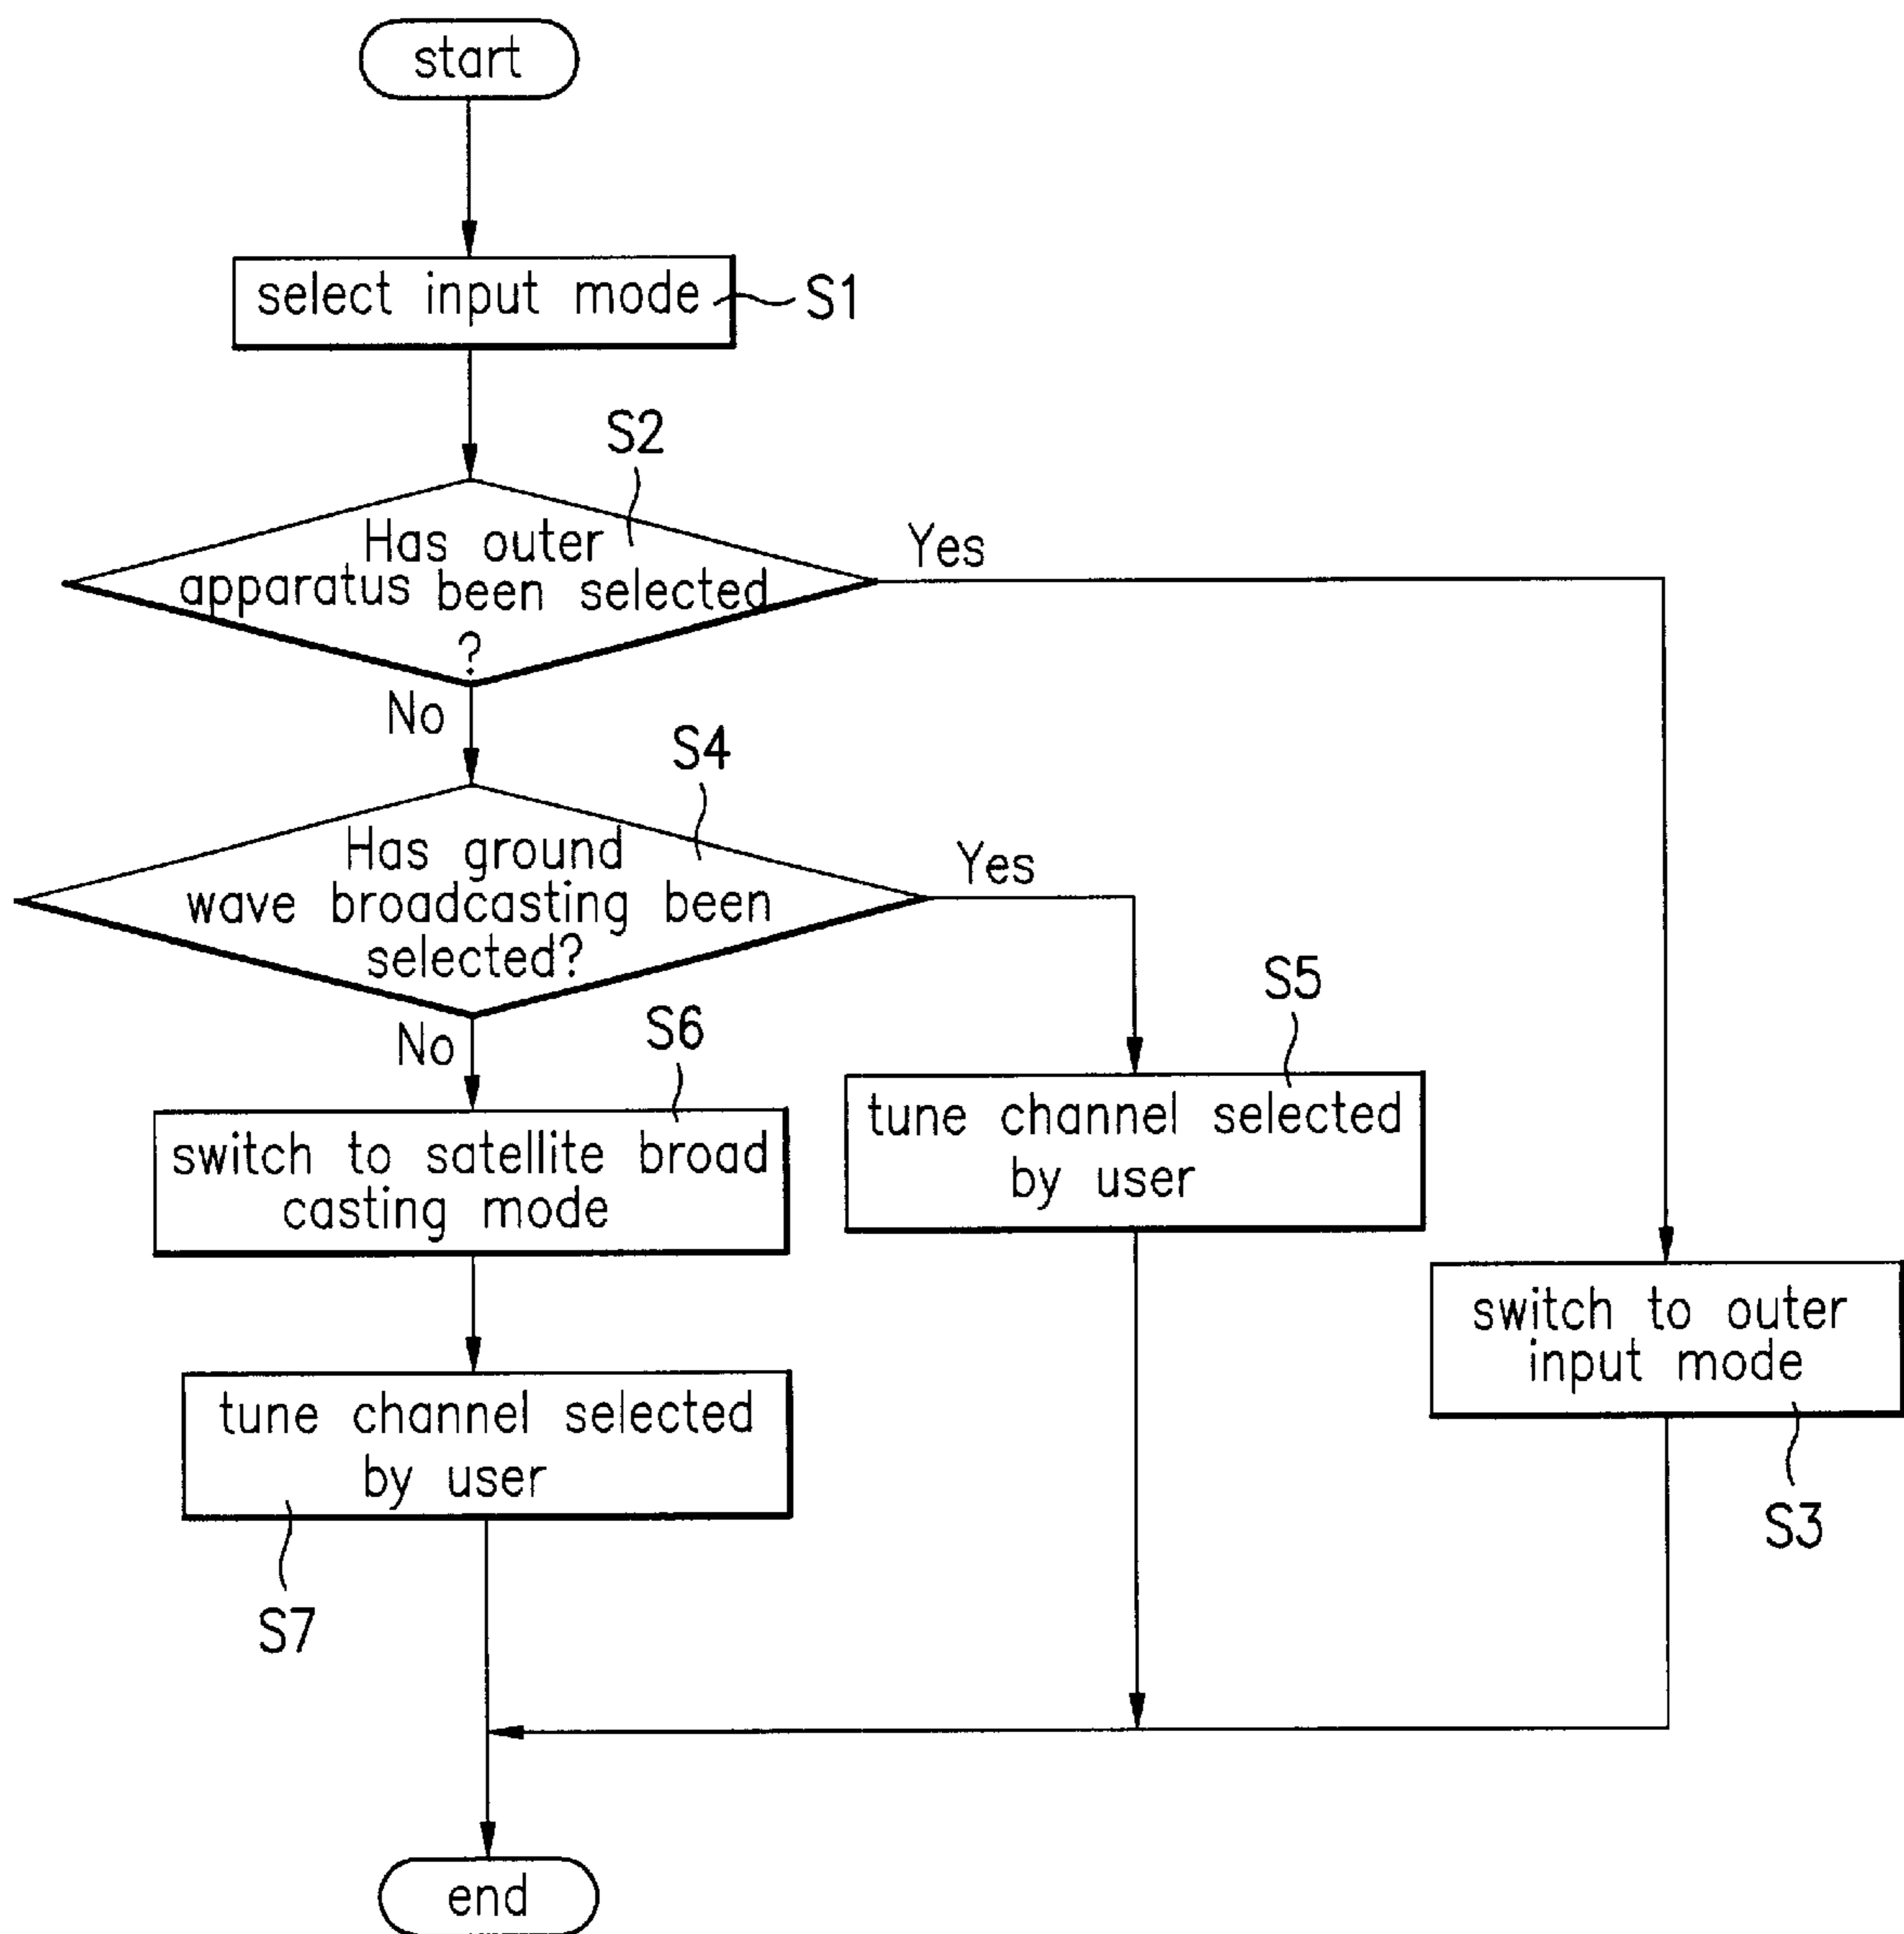 start
select input mode
S1
S2
Has outer
apparatus been selected
?
Yes
No
S4
Has ground
wave broadcasting been
selected?
Yes
No
S6
switch to satellite broad
casting mode
S5
tune channel selected
by user
switch to outer
input mode
S3
tune channel selected
by user
S7
end